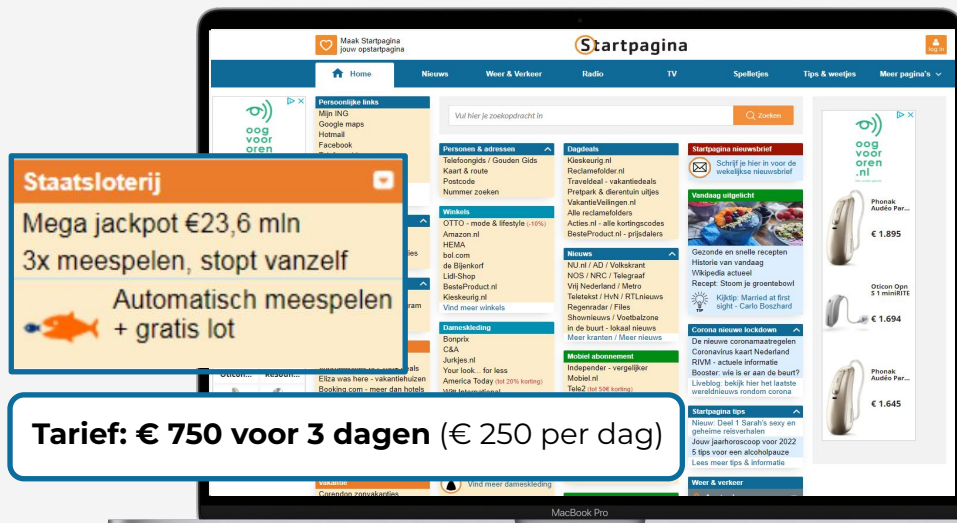 Maak Startpagina
jouw opstartpagina
Startpagina
log in
Home
Nieuws
Weer & Verkeer
Radio
TV
Spelletjes
Tips & weetjes
Meer pagina's
oog
voor
oren
Persoonlijke links
Mijn ING
Google maps
Hotmail
Facebook
Vul hier je zoekopdracht in
Zoeken
Staatsloterij
Mega jackpot €23,6 mln
3x meespelen, stopt vanzelf
Automatisch meespelen
+ gratis lot
Personen & adressen
Telefoongids / Gouden Gids
Kaart & route
Postcode
Nummer zoeken
Winkels
OTTO - mode & lifestyle (-10%)
Amazon.nl
HEMA
bol.com
de Bijenkorf
Lidl-Shop
BesteProduct.nl
Kieskeurig.nl
Vind meer winkels
Dameskleding
Bonprix
C&A
Jurkjes.nl
Your look... for less
America Today (tot 20% korting)
Dagdeals
Kieskeurig.nl
Reclamefolder.nl
Traveldeal - vakantiedeals
Pretpark & dierentuin uitjes
VakantieVeilingen.nl
Alle reclamefolders
Acties.nl - alle kortingscodes
BesteProduct.nl - prijsdalers
Nieuws
NU.nl / AD / Volkskrant
NOS / NRC / Telegraaf
Vrij Nederland / Metro
Teletekst / HvN / RTLnieuws
Regenradar / Files
Shownieuws / Voetbalzone
in de buurt - lokaal nieuws
Meer kranten / Meer nieuws
Mobiel abonnement
Independer - vergelijker
Mobiel.nl
Tele2 (tot 50€ korting)
Startpagina nieuwsbrief
Schrijf je hier in voor de
wekelijkse nieuwsbrief
Vandaag uitgelicht
Gezonde en snelle recepten
Historie van vandaag
Wikipedia actueel
Recept: Stoom je groentebowl
TIP
Kijktip: Married at first
sight - Carlo Boszhard
Corona nieuwe lockdown
De nieuwe coronamaatregelen
Coronavirus kaart Nederland
RIVM - actuele informatie
Booster: wie is er aan de beurt?
Liveblog: bekijk hier het laatste
wereldnieuws rondom corona
Startpagina tips
Nieuw: Deel 1 Sarah's sexy en
geheime reisverhalen
Jouw jaarhoroscoop voor 2022
5 tips voor een alcoholpauze
Lees meer tips & informatie
Weer & verkeer
oog
voor
oren
.nl
Phonak
Audéo Par...
€ 1.895
Oticon Opn
S 1 miniRITE
€ 1.694
Phonak
Audéo Par...
€ 1.645
Eliza was here - vakantiehuizen
Booking.com - meer dan hotels
Tarief: € 750 voor 3 dagen (€ 250 per dag)
Vakantie
Corendon zonvakanties
Vind meer dameskleding
MacBook Pro